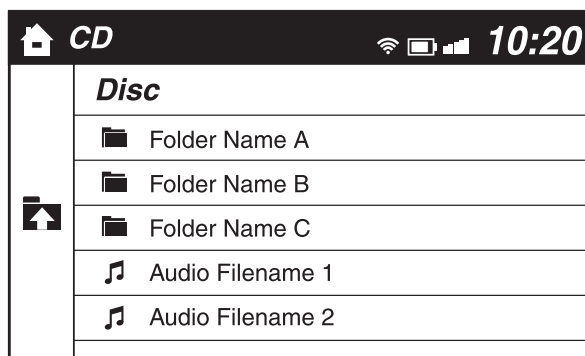 CD 10:20
Disc
Folder Name A
Folder Name B
Folder Name C
Audio Filename 1
Audio Filename 2